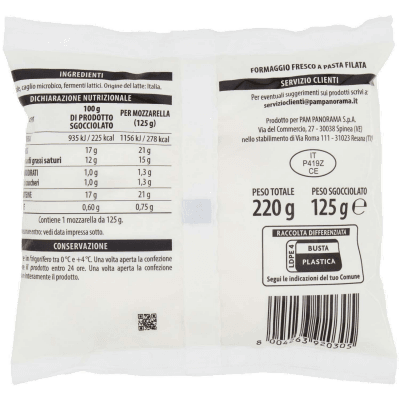 INGREDIENTI
caglio microbico, fermenti lattici. Origine del latte: Italia.
DICHIARAZIONE NUTRIZIONALE
100 g
DI PRODOTTO
SGOCCIOLATO
PER MOZZARELLA
(125 g)
935 kJ / 225 kcal 1156 kJ / 278 kcal
17 g 21 g
di grassi saturi 12 g 15 g
1,0 g 1,3 g
1,0 g 1,3 g
17 g 21 g
0,60 g 0,75 g
Contiene 1 mozzarella da 125 g.
entro: vedi data impressa sotto.
CONSERVAZIONE
in frigorifero tra 0°C e +4°C. Una volta aperta la confezione
il prodotto entro 24 ore. Una volta aperta la confezione
interamente il prodotto.
FORMAGGIO FRESCO A PASTA FILATA
SERVIZIO CLIENTI
Per eventuali suggerimenti sui prodotti scrivi a:
servizioclienti@pampanorama.it
Prodotto per PAM PANORAMA S.p.A.
Via del Commercio, 27 - 30038 Spinea (VE)
nello stabilimento di Via Roma 111 - 31023 Resana (TV)
IT
P419Z
CE
PESO TOTALE PESO SGOCCIOLATO
220 g 125 g ℮
RACCOLTA DIFFERENZIATA
LDPE 4
BUSTA
PLASTICA
Segui le indicazioni del tuo Comune
8 004263 920305